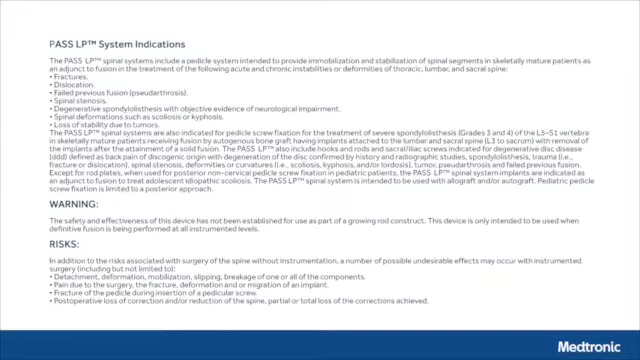 PASS LP™ System Indications
The PASS LP™ spinal systems include a pedicle system intended to provide immobilization and stabilization of spinal segments in skeletally mature patients as
an adjunct to fusion in the treatment of the following acute and chronic instabilities or deformities of thoracic, lumbar, and sacral spine:
• Fractures.
• Dislocation.
• Failed previous fusion (pseudarthrosis).
• Spinal stenosis.
• Degenerative spondylolisthesis with objective evidence of neurological impairment.
• Spinal deformations such as scoliosis or kyphosis.
• Loss of stability due to tumors.
The PASS LP™ spinal systems are also indicated for pedicle screw fixation for the treatment of severe spondylolisthesis (Grades 3 and 4) of the L5-S1 vertebra
in skeletally mature patients receiving fusion by autogenous bone graft having implants attached to the lumbar and sacral spine (L3 to sacrum) with removal of
the implants after the attainment of a solid fusion. The PASS LP™ also include hooks and rods and sacral/iliac screws indicated for degenerative disc disease
(ddd) defined as back pain of discogenic origin with degeneration of the disc confirmed by history and radiographic studies, spondylolisthesis, trauma (i.e.,
fracture or dislocation), spinal stenosis, deformities or curvatures (i.e., scoliosis, kyphosis, and/or lordosis), tumor, pseudarthrosis and failed previous fusion.
Except for rod plates, when used for posterior non-cervical pedicle screw fixation in pediatric patients, the PASS LP™ spinal system implants are indicated as
an adjunct to fusion to treat adolescent idiopathic scoliosis. The PASS LP™ spinal system is intended to be used with allograft and/or autograft. Pediatric pedicle
screw fixation is limited to a posterior approach.
WARNING:
The safety and effectiveness of this device has not been established for use as part of a growing rod construct. This device is only intended to be used when
definitive fusion is being performed at all instrumented levels.
RISKS:
In addition to the risks associated with surgery of the spine without instrumentation, a number of possible undesirable effects may occur with instrumented
surgery (including but not limited to):
• Detachment, deformation, mobilization, slipping, breakage of one or all of the components.
• Pain due to the surgery, the fracture, deformation and or migration of an implant.
• Fracture of the pedicle during insertion of a pedicular screw.
• Postoperative loss of correction and/or reduction of the spine, partial or total loss of the corrections achieved.
Medtronic